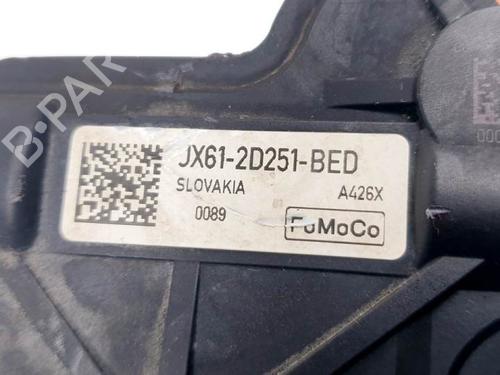 B-PAR
JX61-2D251-BED
SLOVAKIA A426X
0089
FoMoCo